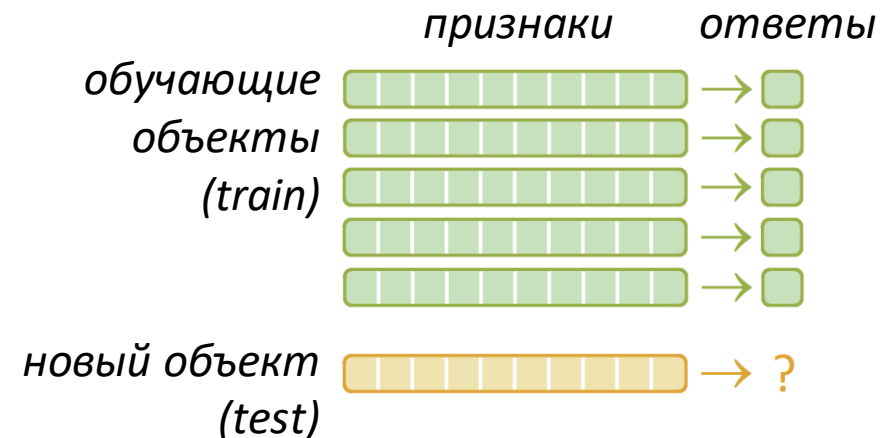 признаки ответы
обучающие
объекты
(train)
новый объект
(test)
?